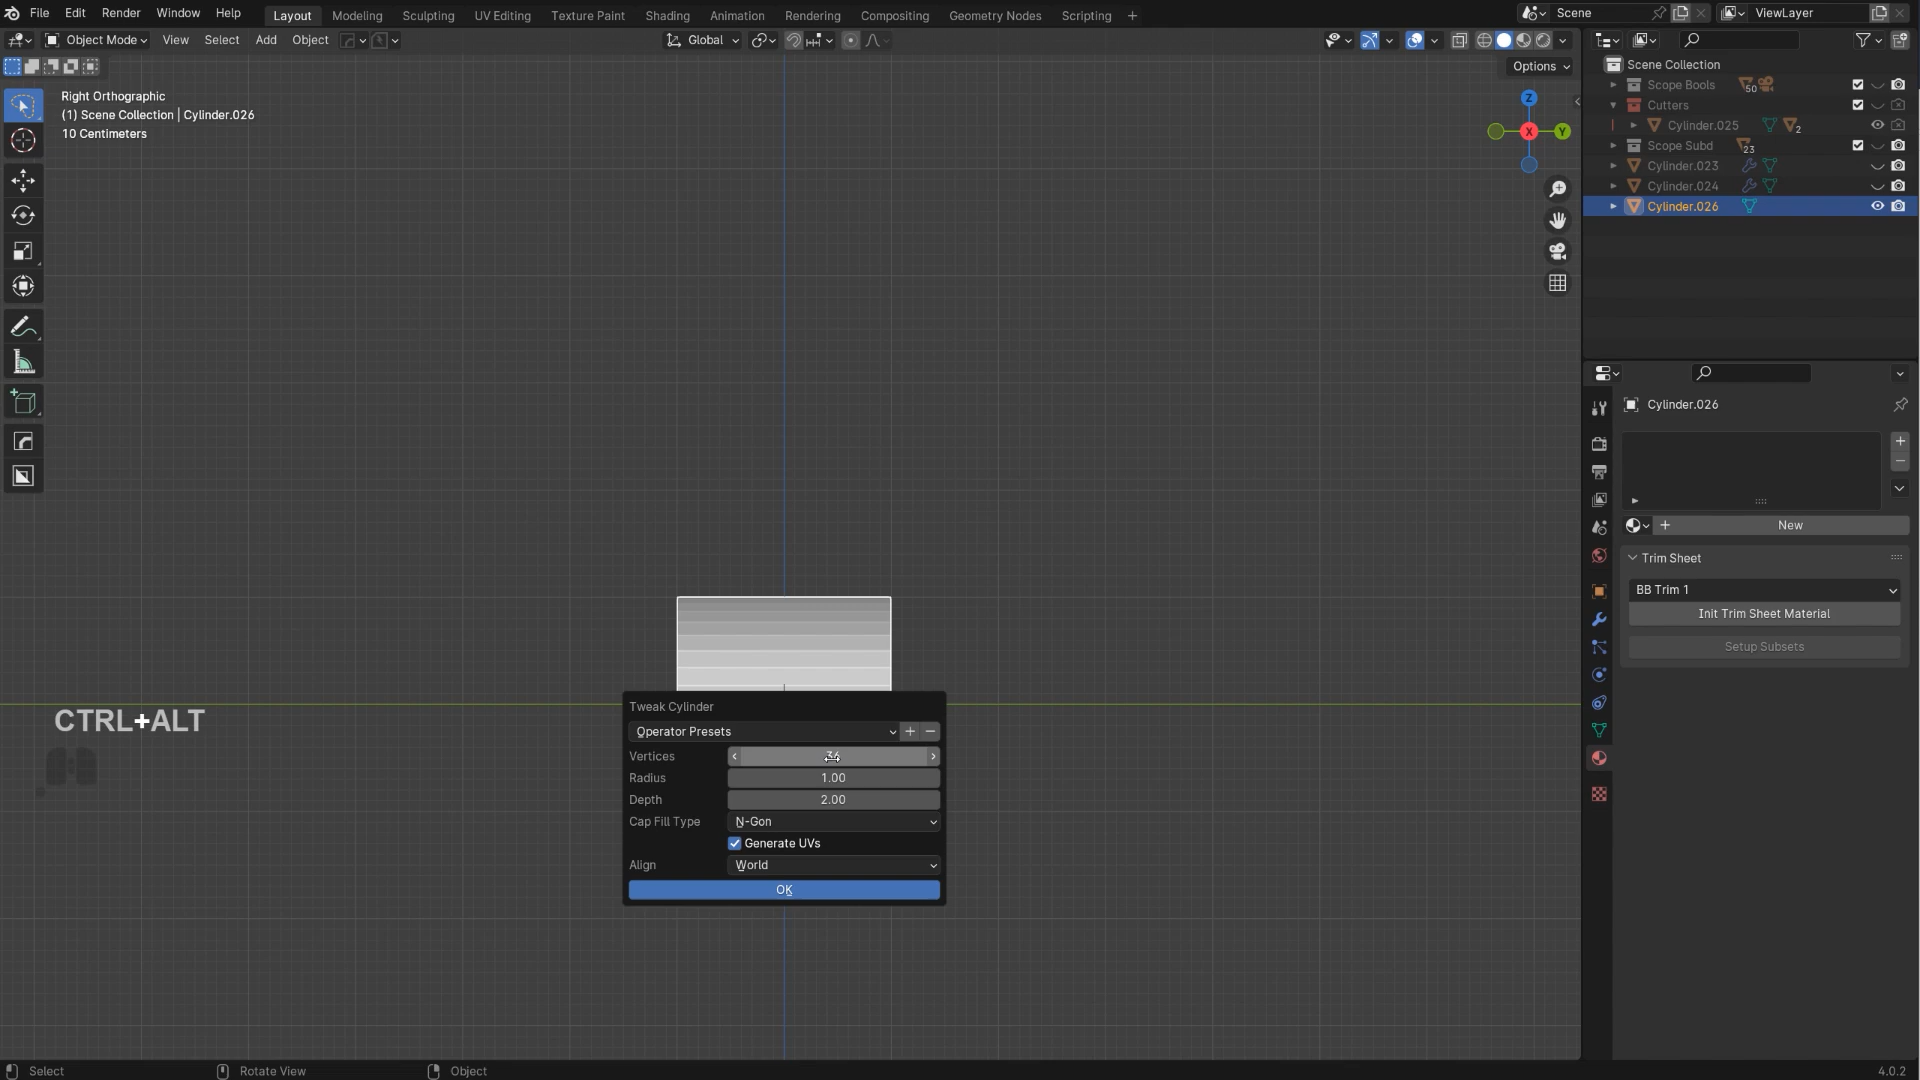 File Edit Render Window Help Layout Modeling Sculpting UV Editing Texture Paint Shading Animation Rendering Compositing Geometry Nodes Scripting + Scene ViewLayer
Object Mode View Select Add Object Global
Options
Right Orthographic
(1) Scene Collection | Cylinder.026
10 Centimeters
Z
X
Y
Scene Collection
Scope Bools 50
Cutters
Cylinder.025 2
Scope Subd 23
Cylinder.023
Cylinder.024
Cylinder.026
Cylinder.026
New
Trim Sheet
BB Trim 1
Init Trim Sheet Material
Setup Subsets
CTRL+ALT
Tweak Cylinder
Operator Presets
Vertices
Radius 1.00
Depth 2.00
Cap Fill Type N-Gon
Generate UVs
Align World
OK
Select Rotate View Object 4.0.2